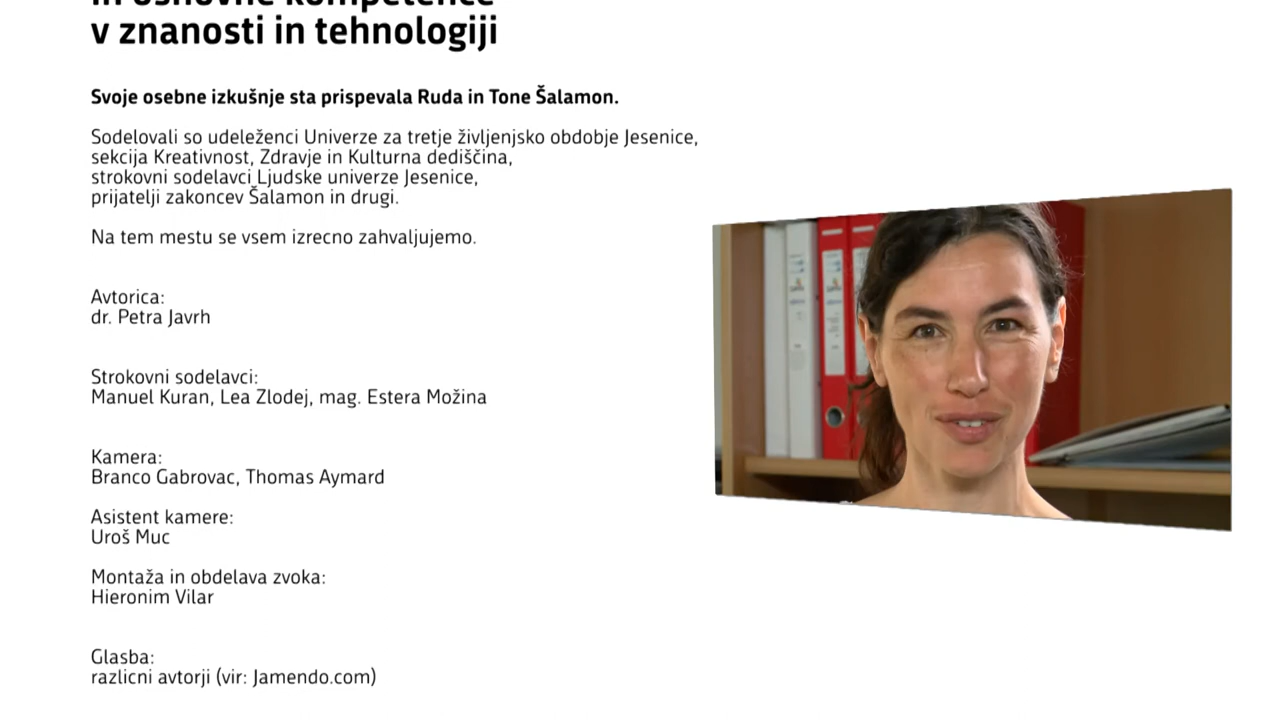 in osnovne kompetence
v znanosti in tehnologiji
Svoje osebne izkušnje sta prispevala Ruda in Tone Šalamon.
Sodelovali so udeleženci Univerze za tretje življenjsko obdobje Jesenice,
sekcija Kreativnost, Zdravje in Kulturna dediščina,
strokovni sodelavci Ljudske univerze Jesenice,
prijatelji zakoncev Šalamon in drugi.
Na tem mestu se vsem izrecno zahvaljujemo.
Avtorica:
dr. Petra Javrh
Strokovni sodelavci:
Manuel Kuran, Lea Zlodej, mag. Estera Možina
Kamera:
Branco Gabrovac, Thomas Aymard
Asistent kamere:
Uroš Muc
Montaža in obdelava zvoka:
Hieronim Vilar
Glasba:
razlicni avtorji (vir: Jamendo.com)